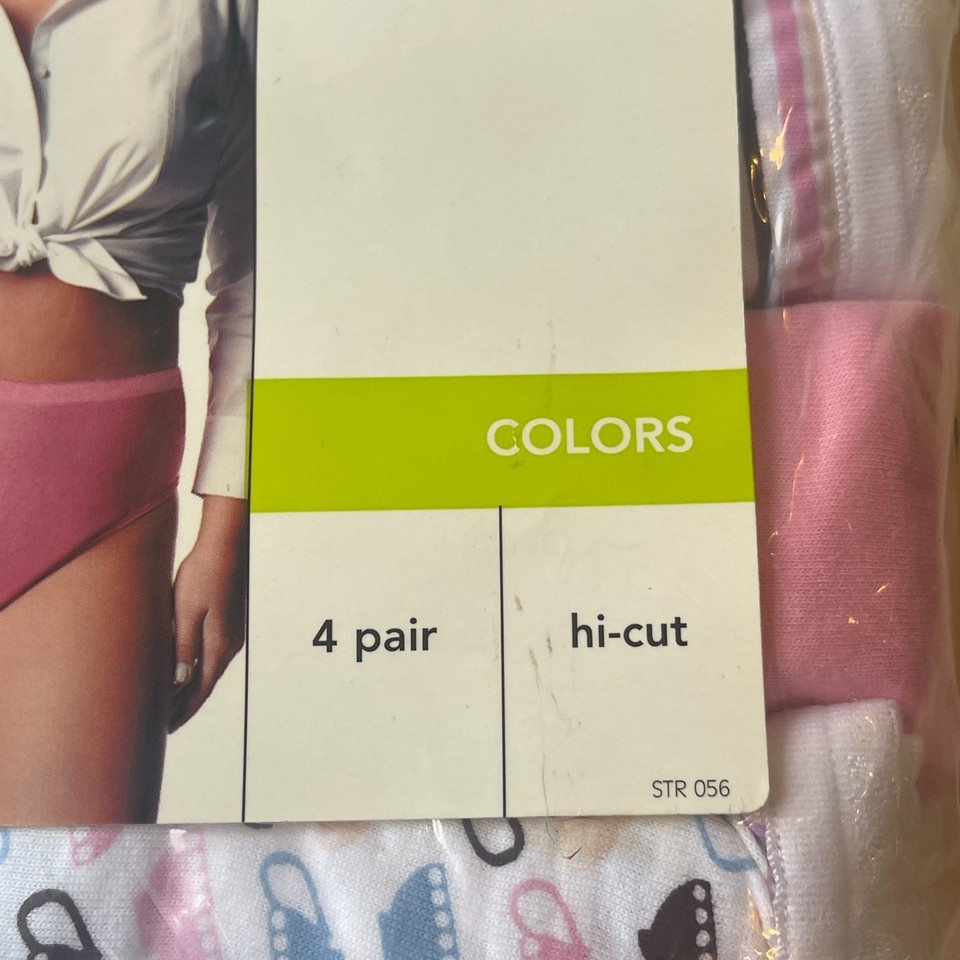 COLORS
4 pair
hi-cut
STR 056